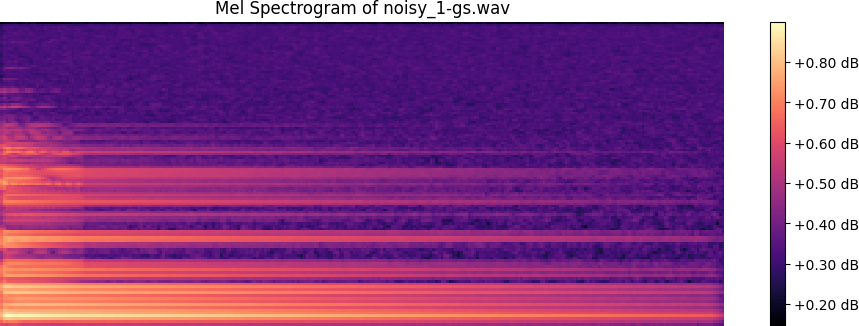 Mel Spectrogram of noisy_1-gs.wav
+0.80 dB
+0.70 dB
+0.60 dB
+0.50 dB
+0.40 dB
+0.30 dB
+0.20 dB